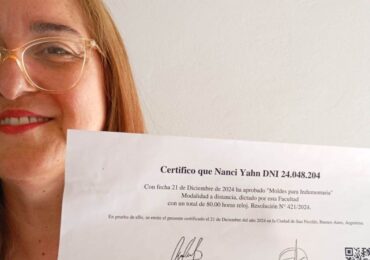 Certifico que Nanci Yahn DNI 24.048.204
Con fecha 21 de Diciembre de 2024 ha aprobado "Moldes para Indumentaria"
Modalidad a distancia, dictado por esta Facultad
con un total de 80,00 horas reloj. Resolución N° 421/2024.
En prueba de ello, se emite el presente certificado el 21 de Diciembre del año 2024 en la Ciudad de San Nicolás, Buenos Aires, Argentina.